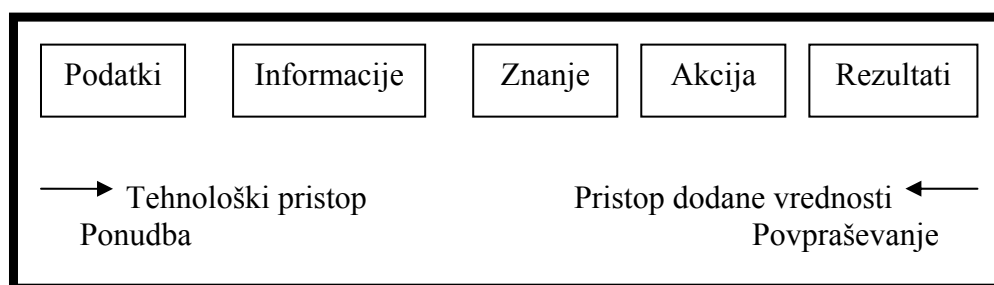 Podatki Informacije Znanje Akcija Rezultati
Tehnološki pristop Pristop dodane vrednosti
Ponudba Povpraševanje